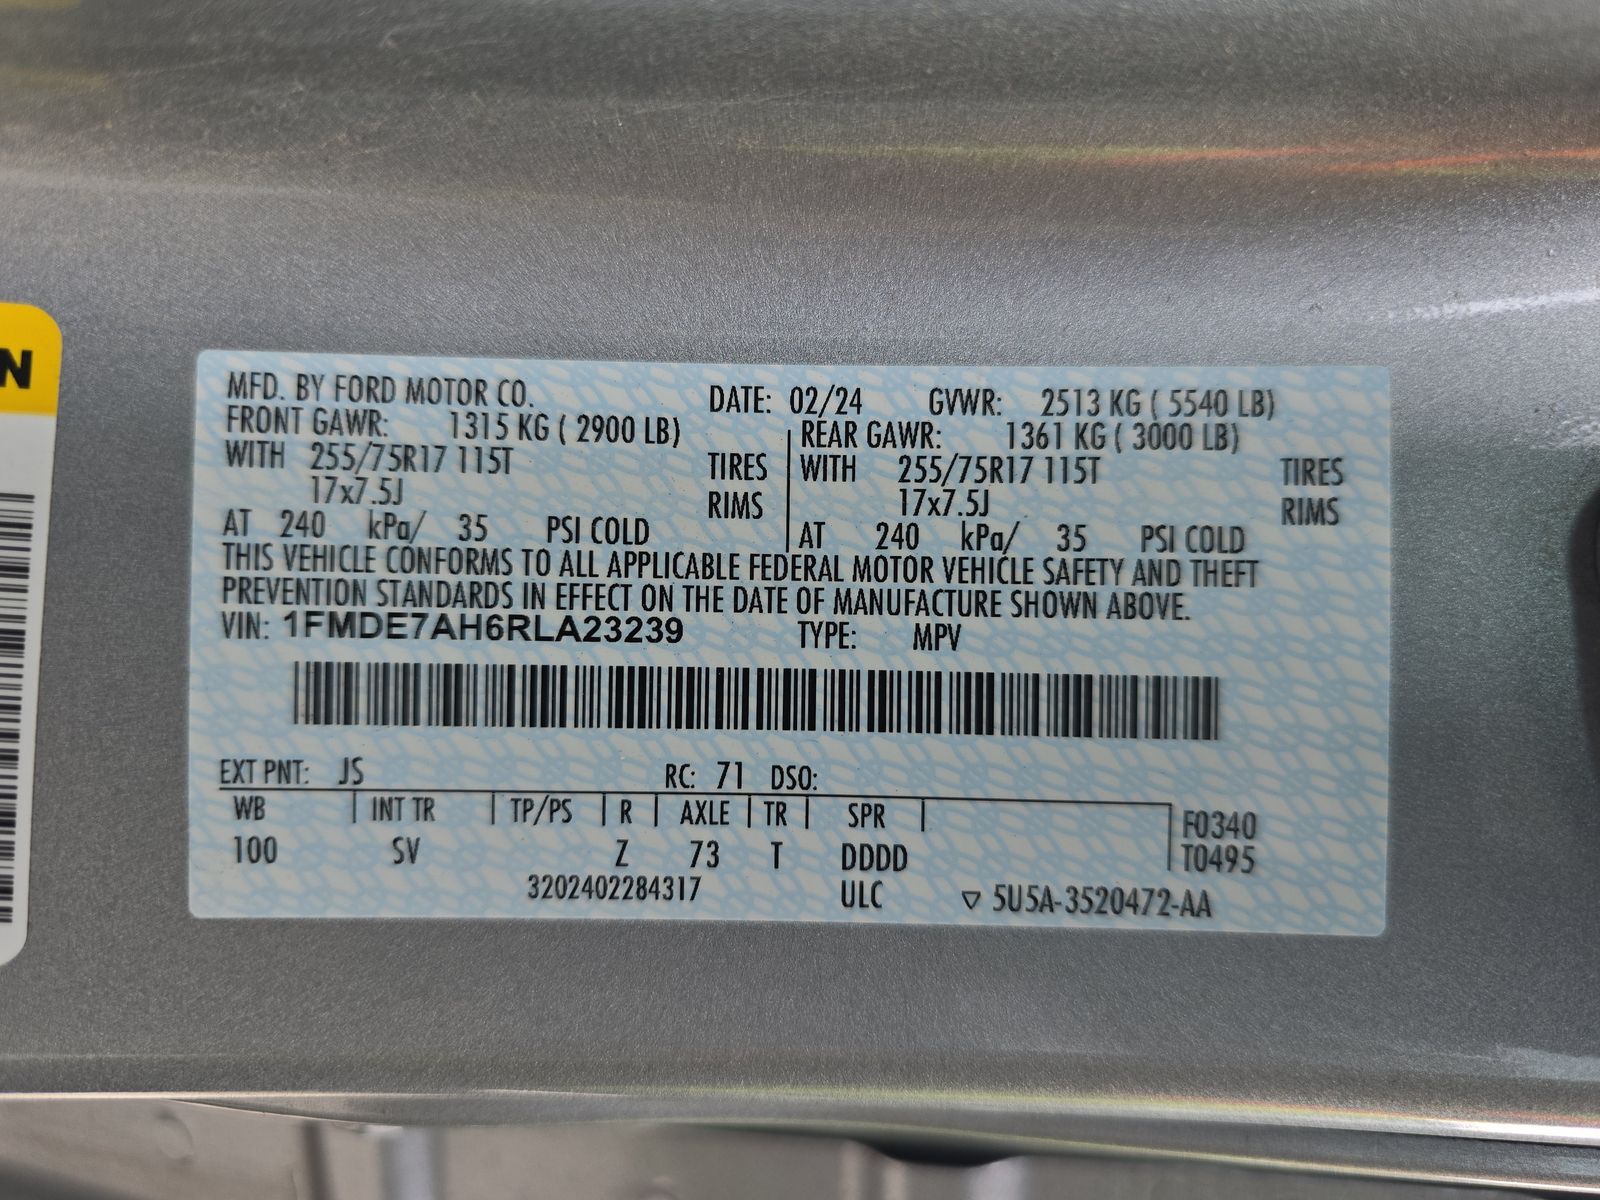 N
MFD. BY FORD MOTOR CO. DATE: 02/24 GVWR: 2513 KG ( 5540 LB)
FRONT GAWR: 1315 KG ( 2900 LB) REAR GAWR: 1361 KG ( 3000 LB)
WITH 255/75R17 115T TIRES WITH 255/75R17 115T TIRES
17x7.5J RIMS 17x7.5J RIMS
AT 240 kPa/ 35 PSI COLD AT 240 kPa/ 35 PSI COLD
THIS VEHICLE CONFORMS TO ALL APPLICABLE FEDERAL MOTOR VEHICLE SAFETY AND THEFT
PREVENTION STANDARDS IN EFFECT ON THE DATE OF MANUFACTURE SHOWN ABOVE.
VIN: 1FMDE7AH6RLA23239 TYPE: MPV
EXT PNT: JS RC: 71 DSO:
WB INT TR TP/PS R AXLE TR SPR F0340
100 SV Z 73 T DDDD T0495
3202402284317 ULC ▽ 5U5A-3520472-AA